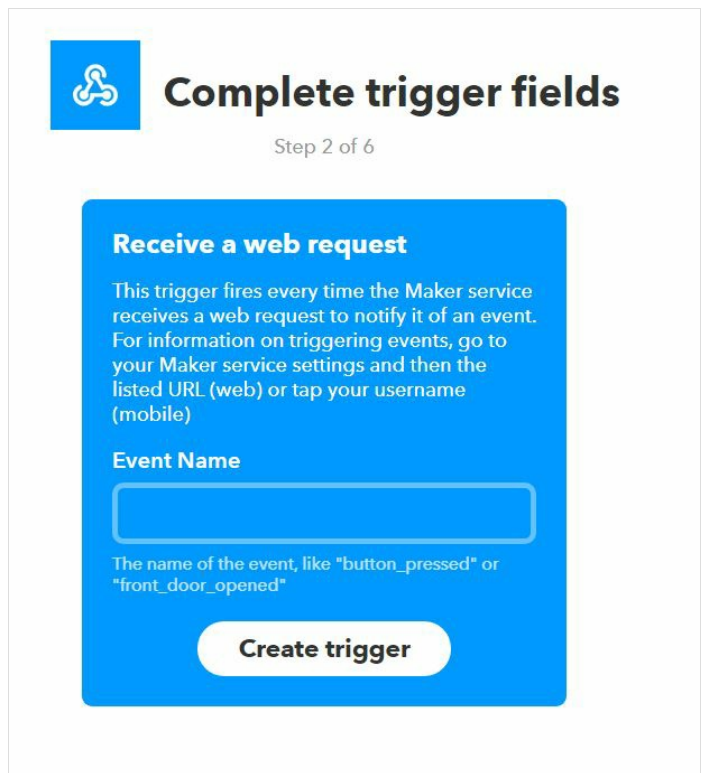 Complete trigger fields
Step 2 of 6
Receive a web request
This trigger fires every time the Maker service
receives a web request to notify it of an event.
For information on triggering events, go to
your Maker service settings and then the
listed URL (web) or tap your username
(mobile)
Event Name
The name of the event, like "button_pressed" or
"front_door_opened"
Create trigger